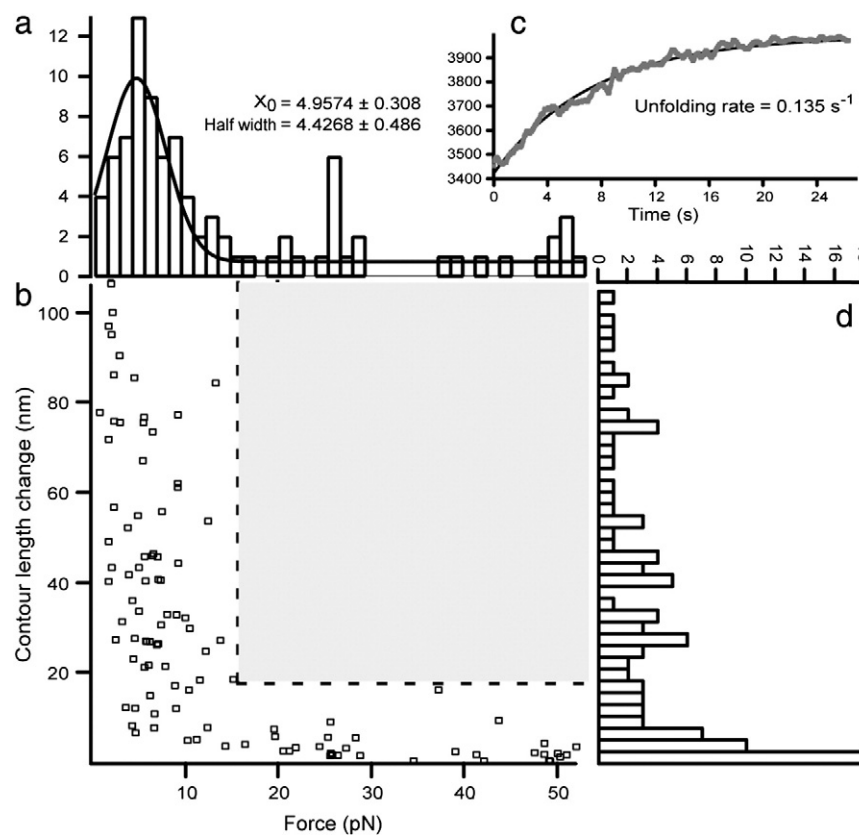 a
12
10
8
6
4
2
0
X0 = 4.9574 ± 0.308
Half width = 4.4268 ± 0.486
c
3900
3800
3700
3600
3500
3400
0 4 8 12 16 20 24
Time (s)
Unfolding rate = 0.135 s⁻¹
b
100
80
60
40
20
Contour length change (nm)
10 20 30 40 50
Force (pN)
0 2 4 6 8 10 12 14 16 18
d